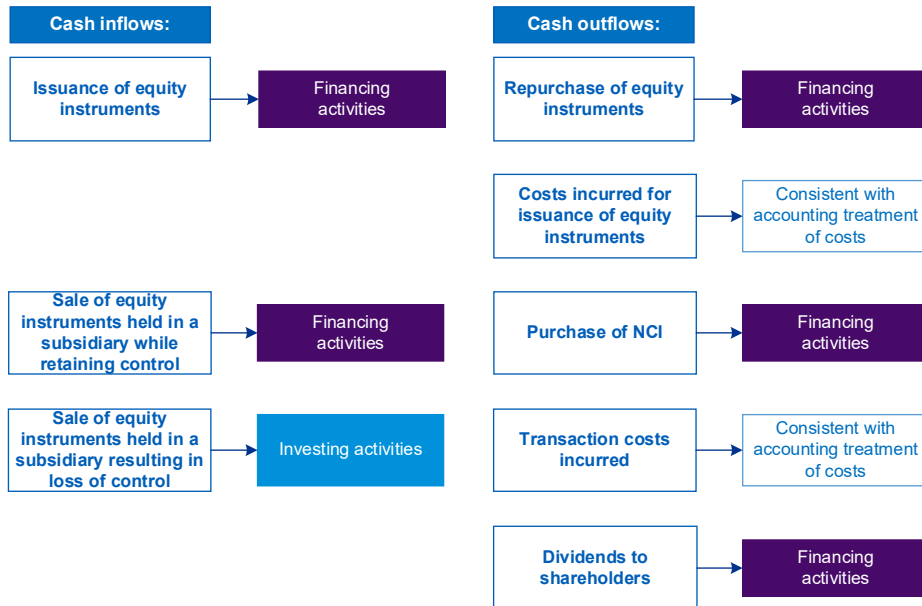 Cash inflows:
Cash outflows:
Issuance of equity
instruments
Financing
activities
Repurchase of equity
instruments
Financing
activities
Costs incurred for
issuance of equity
instruments
Consistent with
accounting treatment
of costs
Sale of equity
instruments held in a
subsidiary while
retaining control
Financing
activities
Purchase of NCI
Financing
activities
Sale of equity
instruments held in a
subsidiary resulting in
loss of control
Investing activities
Transaction costs
incurred
Consistent with
accounting treatment
of costs
Dividends to
shareholders
Financing
activities